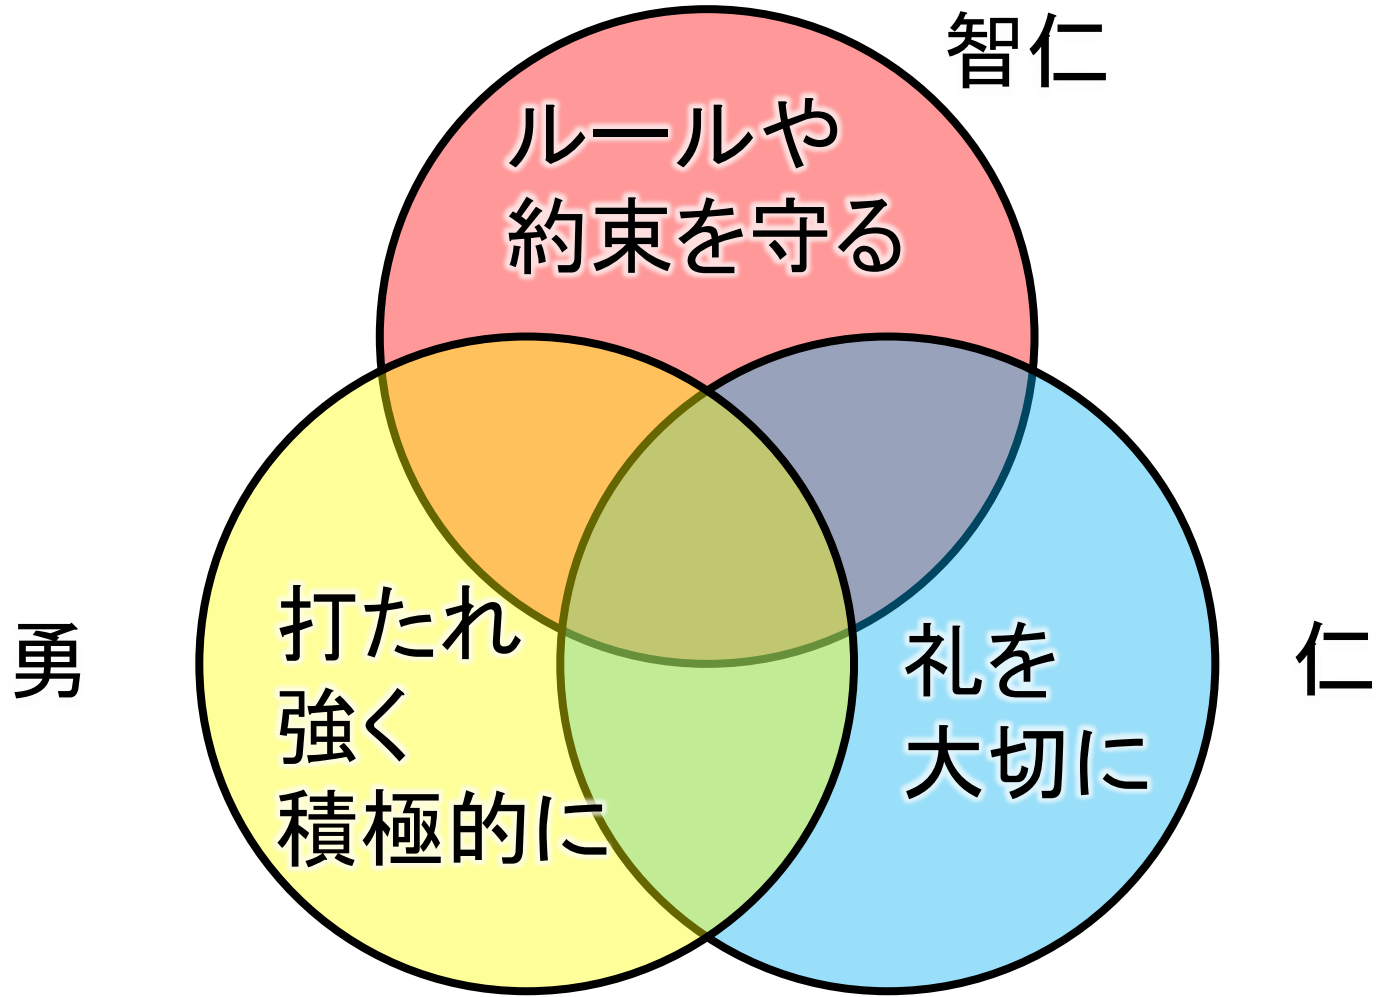 智仁
ルールや
約束を守る
勇
打たれ
強く
積極的に
礼を
大切に
仁